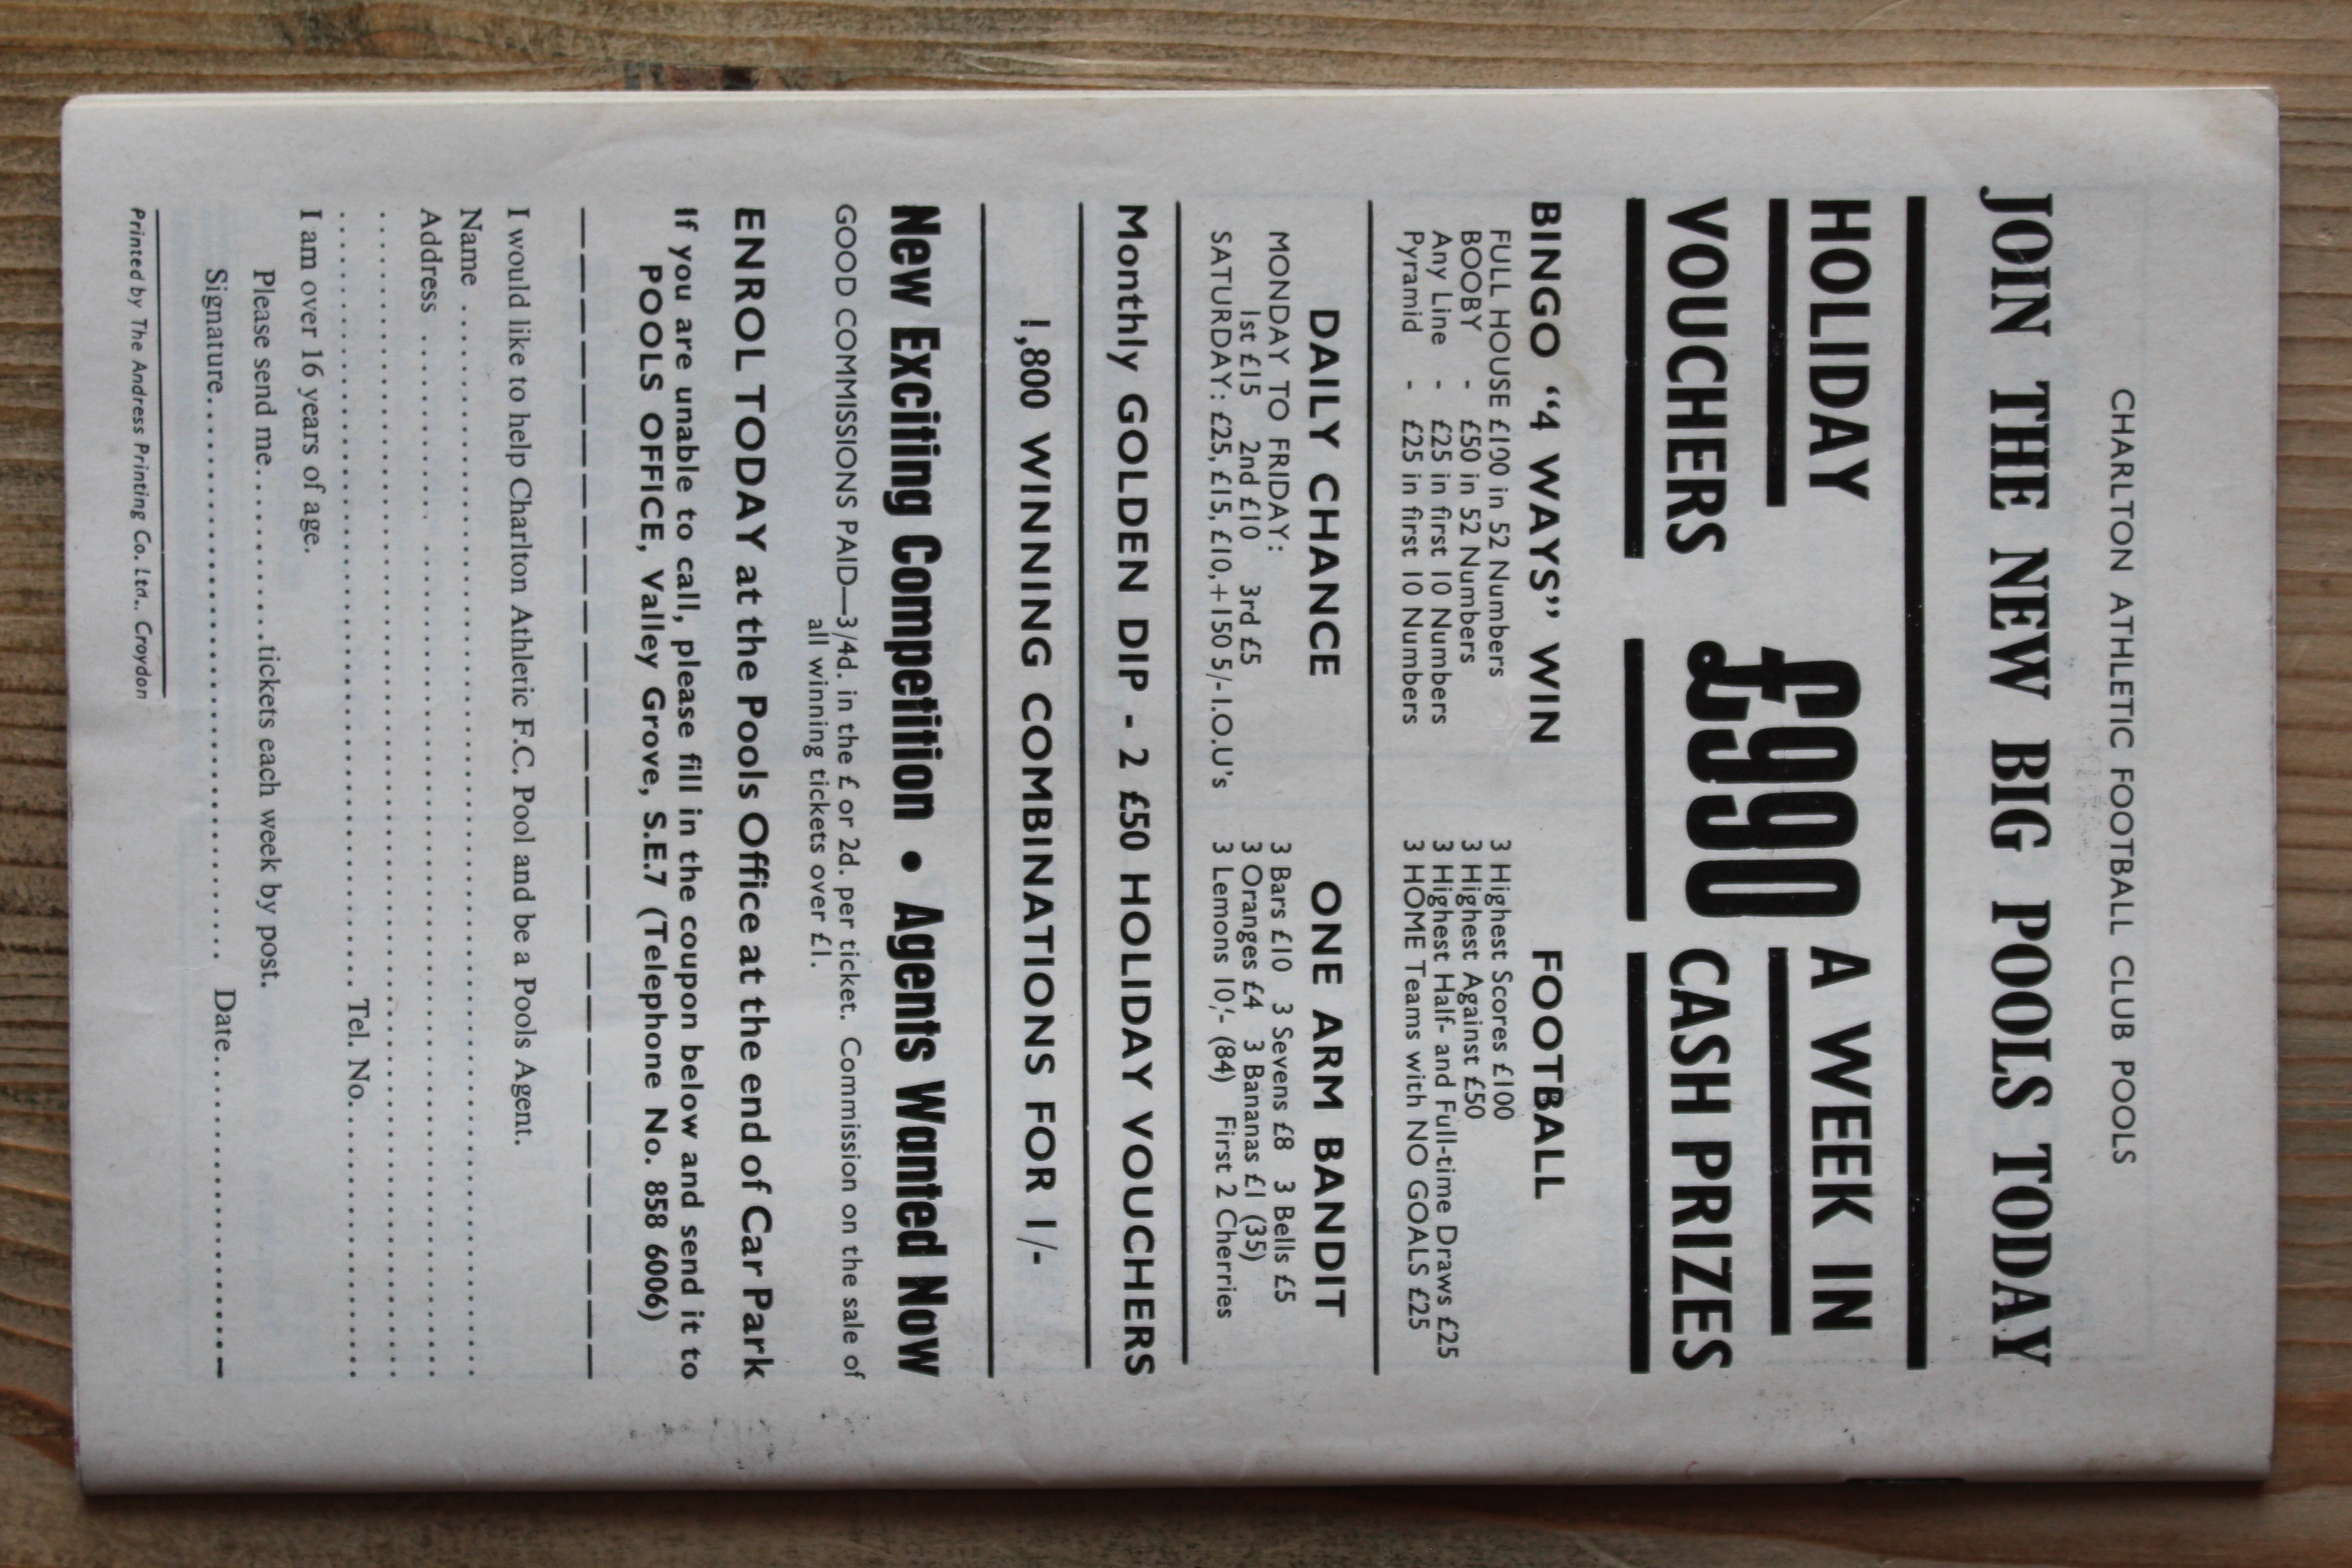 CHARLTON ATHLETIC FOOTBALL CLUB POOLS
JOIN THE NEW BIG POOLS TODAY
HOLIDAY
VOUCHERS
£990
A WEEK IN
CASH PRIZES
BINGO “4 WAYS” WIN
FULL HOUSE £100 in 52 Numbers
BOOBY - £50 in 52 Numbers
Any Line - £25 in first 10 Numbers
Pyramid - £25 in first 10 Numbers
FOOTBALL
3 Highest Scores £100
3 Highest Against £50
3 Highest Half- and Full-time Draws £25
3 HOME Teams with NO GOALS £25
DAILY CHANCE
MONDAY TO FRIDAY:
1st £15 2nd £10 3rd £5
SATURDAY: £25, £15, £10,+150 5/- I.O.U's
ONE ARM BANDIT
3 Bars £10 3 Sevens £8 3 Bells £5
3 Oranges £4 3 Bananas £1 (35)
3 Lemons 10/- (84) First 2 Cherries
Monthly GOLDEN DIP - 2 £50 HOLIDAY VOUCHERS
1,800 WINNING COMBINATIONS FOR 1/-
New Exciting Competition • Agents Wanted Now
GOOD COMMISSIONS PAID—3/4d. in the £ or 2d. per ticket. Commission on the sale of
all winning tickets over £1.
ENROL TODAY at the Pools Office at the end of Car Park
If you are unable to call, please fill in the coupon below and send it to
POOLS OFFICE, Valley Grove, S.E.7 (Telephone No. 858 6006)
I would like to help Charlton Athletic F.C. Pool and be a Pools Agent.
Name ..........
Address ..........
.......... Tel. No. ..........
I am over 16 years of age.
Please send me..........tickets each week by post.
Signature.......... Date..........
Printed by The Andress Printing Co. Ltd., Croydon